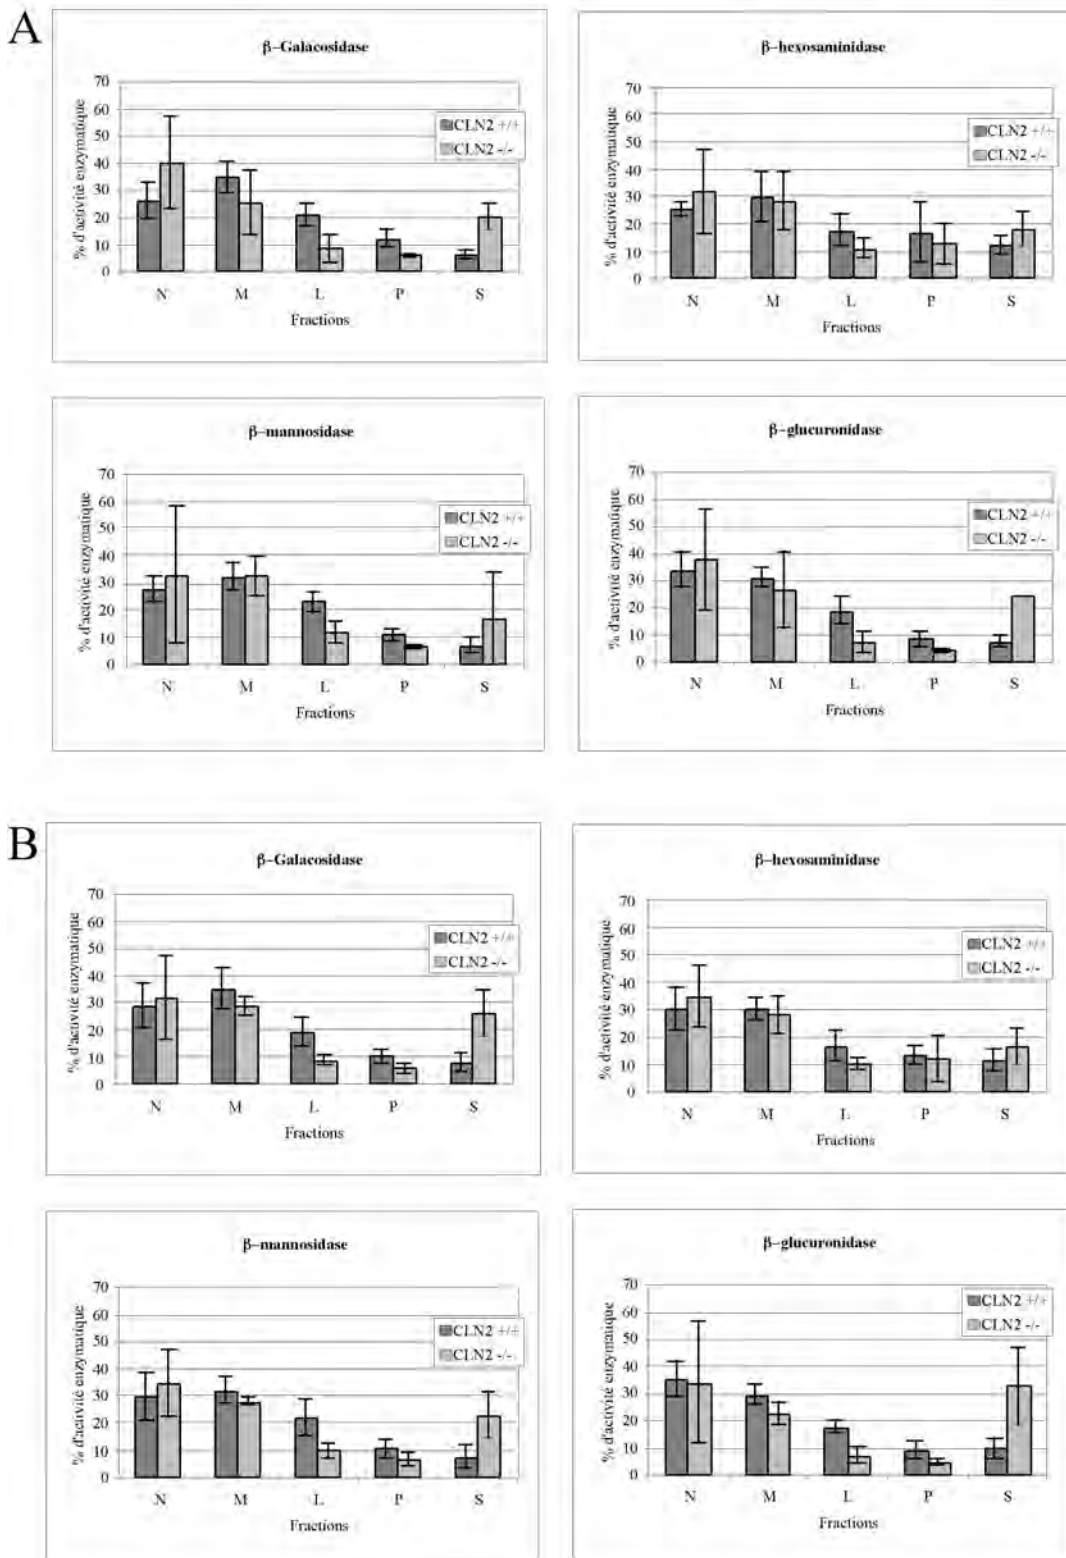 A
β-Galacosidase
% d'activité enzymatique
70
60
50
40
30
20
10
0
CLN2 +/+
CLN2 -/-
N M L P S
Fractions
β-hexosaminidase
% d'activité enzymatique
70
60
50
40
30
20
10
0
CLN2 +/+
CLN2 -/-
N M L P S
Fractions
β-mannosidase
% d'activité enzymatique
70
60
50
40
30
20
10
0
CLN2 +/+
CLN2 -/-
N M L P S
Fractions
β-glucuronidase
% d'activité enzymatique
70
60
50
40
30
20
10
0
CLN2 +/+
CLN2 -/-
N M L P S
Fractions
B
β-Galacosidase
% d'activité enzymatique
70
60
50
40
30
20
10
0
CLN2 +/+
CLN2 -/-
N M L P S
Fractions
β-hexosaminidase
% d'activité enzymatique
70
60
50
40
30
20
10
0
CLN2 +/+
CLN2 -/-
N M L P S
Fractions
β-mannosidase
% d'activité enzymatique
70
60
50
40
30
20
10
0
CLN2 +/+
CLN2 -/-
N M L P S
Fractions
β-glucuronidase
% d'activité enzymatique
70
60
50
40
30
20
10
0
CLN2 +/+
CLN2 -/-
N M L P S
Fractions